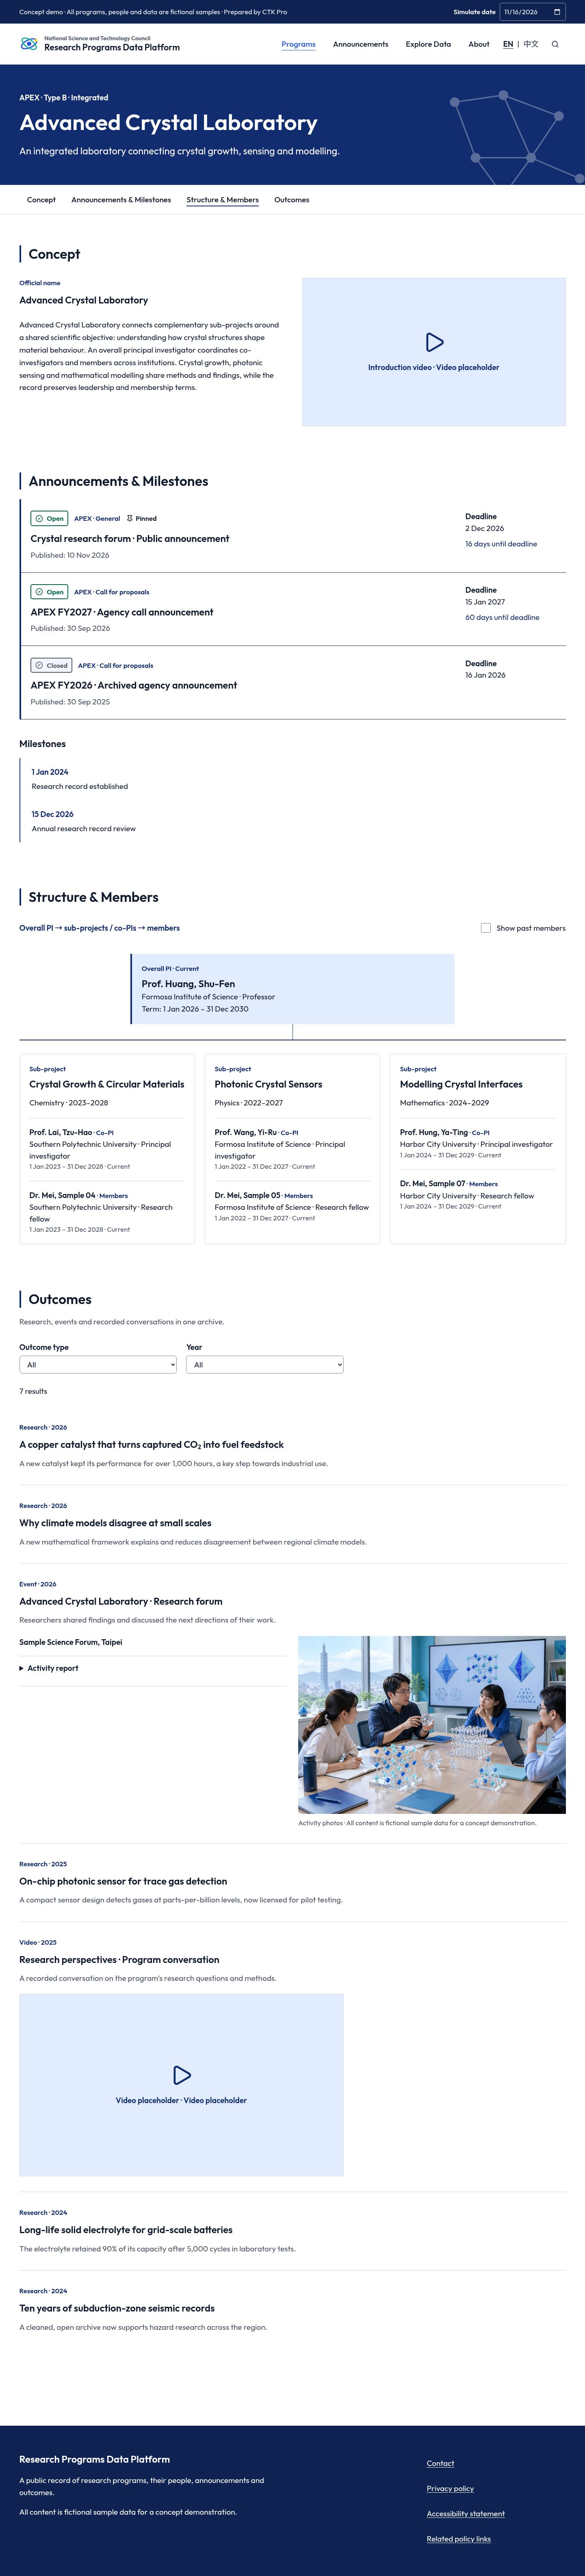 Concept demo · All programs, people and data are fictional samples · Prepared by CTK Pro
Simulate date 11/16/2026
National Science and Technology Council
Research Programs Data Platform
Programs Announcements Explore Data About EN | 中文
APEX · Type B · Integrated
Advanced Crystal Laboratory
An integrated laboratory connecting crystal growth, sensing and modelling.
Concept Announcements & Milestones Structure & Members Outcomes
Concept
Official name
Advanced Crystal Laboratory
Advanced Crystal Laboratory connects complementary sub-projects around
a shared scientific objective: understanding how crystal structures shape
material behavior. An overall principal investigator coordinates co-
investigators and members across institutions. Crystal growth, photonic
sensing and mathematical modelling share methods and findings, while the
record preserves leadership and membership terms.
Introduction video · Video placeholder
Announcements & Milestones
Open APEX · General Pinned
Crystal research forum · Public announcement
Published: 10 Nov 2026
Deadline
2 Dec 2026
16 days until deadline
Open APEX · Call for proposals
APEX FY2027 · Agency call announcement
Published: 30 Sep 2026
Deadline
15 Jan 2027
60 days until deadline
Closed APEX · Call for proposals
APEX FY2026 · Archived agency announcement
Published: 30 Sep 2025
Deadline
16 Jan 2026
Milestones
1 Jan 2024
Research record established
15 Dec 2026
Annual research record review
Structure & Members
Overall PI → sub-projects / co-PIs → members
Show past members
Overall PI · Current
Prof. Huang, Shu-Fen
Formosa Institute of Science · Professor
Term: 1 Jan 2026 – 31 Dec 2030
Sub-project
Crystal Growth & Circular Materials
Chemistry · 2023–2028
Prof. Lai, Tzu-Hao · Co-PI
Southern Polytechnic University · Principal
investigator
1 Jan 2023 – 31 Dec 2028 · Current
Dr. Mei, Sample 04 · Members
Southern Polytechnic University · Research
fellow
1 Jan 2023 – 31 Dec 2028 · Current
Sub-project
Photonic Crystal Sensors
Physics · 2022–2027
Prof. Wang, Yi-Ru · Co-PI
Formosa Institute of Science · Principal
investigator
1 Jan 2022 – 31 Dec 2027 · Current
Dr. Mei, Sample 05 · Members
Formosa Institute of Science · Research fellow
1 Jan 2022 – 31 Dec 2027 · Current
Sub-project
Modelling Crystal Interfaces
Mathematics · 2024–2029
Prof. Hung, Ya-Ting · Co-PI
Harbor City University · Principal investigator
1 Jan 2024 – 31 Dec 2029 · Current
Dr. Mei, Sample 07 · Members
Harbor City University · Research fellow
1 Jan 2024 – 31 Dec 2029 · Current
Outcomes
Research, events and recorded conversations in one archive.
Outcome type Year
All All
7 results
Research · 2026
A copper catalyst that turns captured CO₂ into fuel feedstock
A new catalyst kept its performance for over 1,000 hours, a key step towards industrial use.
Research · 2026
Why climate models disagree at small scales
A new mathematical framework explains and reduces disagreement between regional climate models.
Event · 2026
Advanced Crystal Laboratory · Research forum
Researchers shared findings and discussed the next directions of their work.
Sample Science Forum, Taipei
Activity report
Activity photos · All content is fictional sample data for a concept demonstration.
Research · 2025
On-chip photonic sensor for trace gas detection
A compact sensor design detects gases at parts-per-billion levels, now licensed for pilot testing.
Video · 2025
Research perspectives · Program conversation
A recorded conversation on the program's research questions and methods.
Video placeholder · Video placeholder
Research · 2024
Long-life solid electrolyte for grid-scale batteries
The electrolyte retained 90% of its capacity after 5,000 cycles in laboratory tests.
Research · 2024
Ten years of subduction-zone seismic records
A cleaned, open archive now supports hazard research across the region.
Research Programs Data Platform
A public record of research programs, their people, announcements and
outcomes.
All content is fictional sample data for a concept demonstration.
Contact
Privacy policy
Accessibility statement
Related policy links